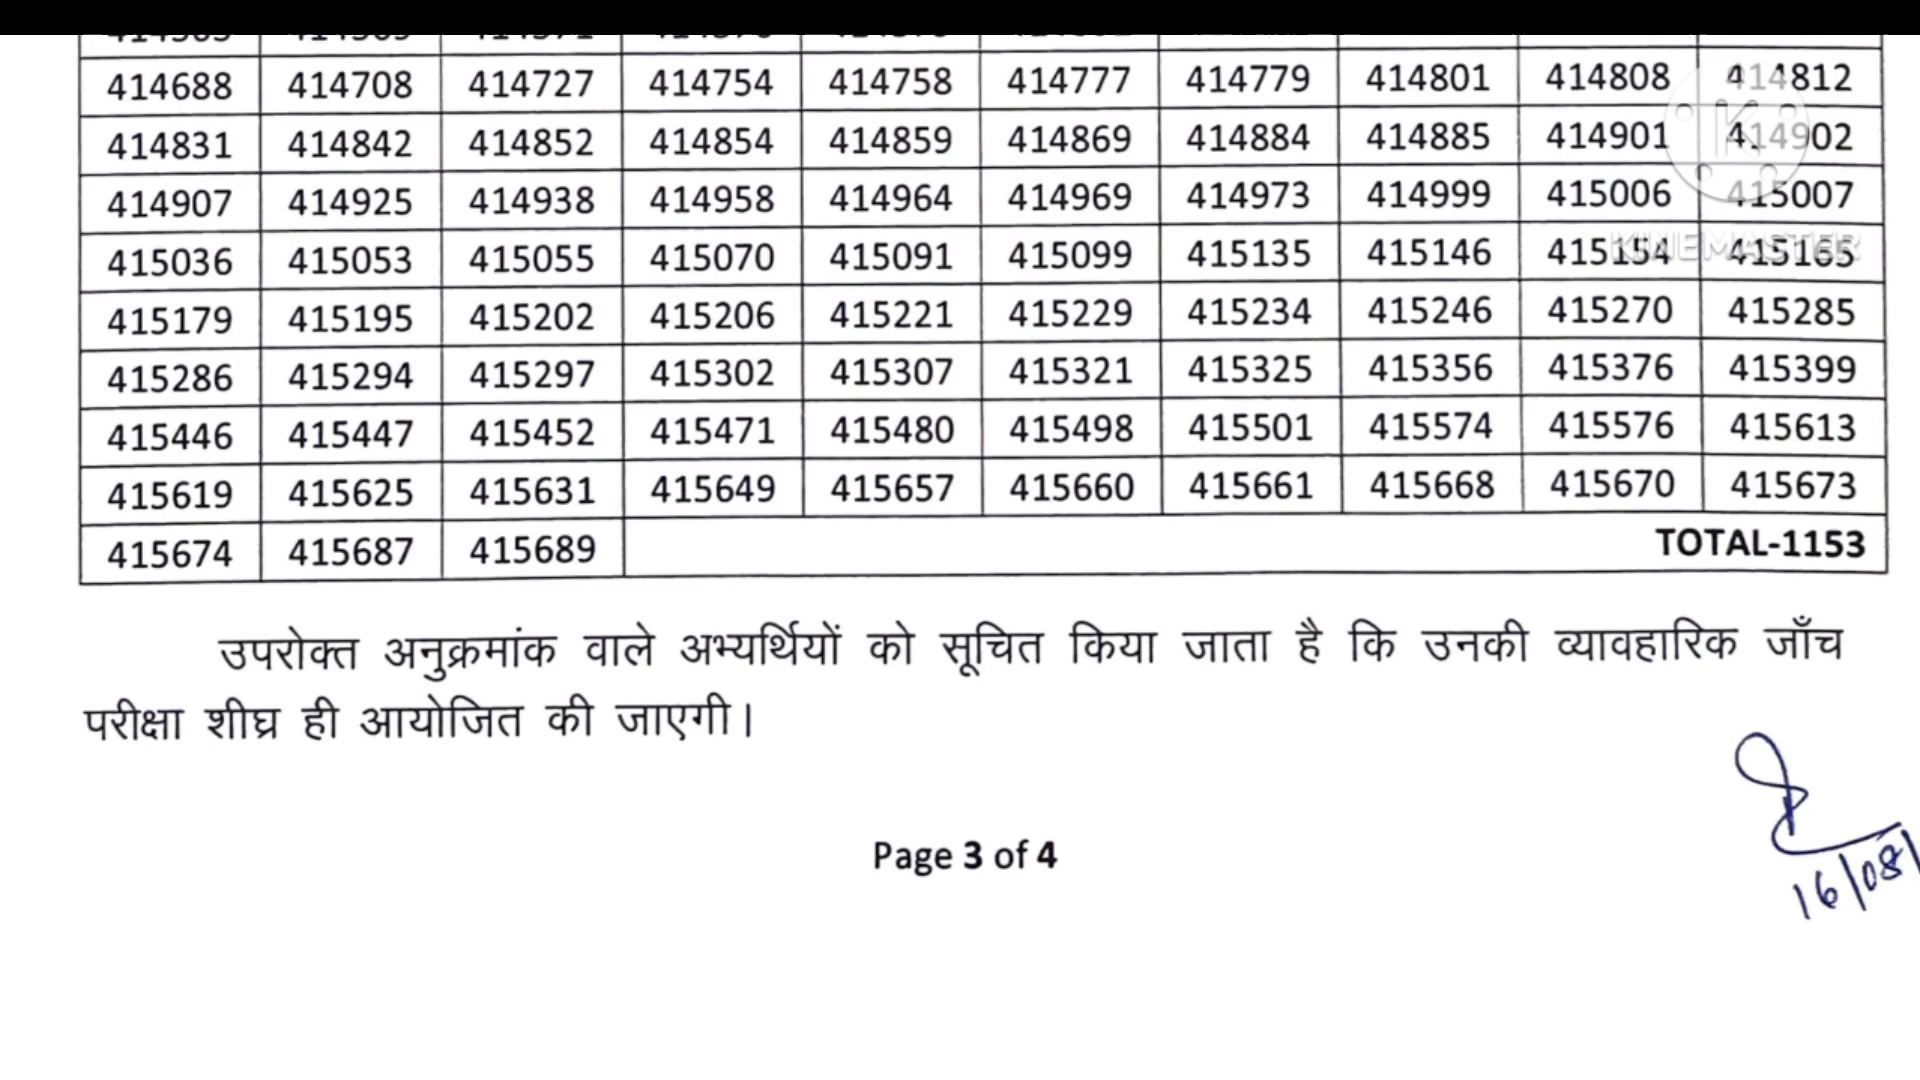 414688 414708 414727 414754 414758 414777 414779 414801 414808 414812
414831 414842 414852 414854 414859 414869 414884 414885 414901 414902
414907 414925 414938 414958 414964 414969 414973 414999 415006 415007
415036 415053 415055 415070 415091 415099 415135 415146 415154 415165
KINEMASTER
415179 415195 415202 415206 415221 415229 415234 415246 415270 415285
415286 415294 415297 415302 415307 415321 415325 415356 415376 415399
415446 415447 415452 415471 415480 415498 415501 415574 415576 415613
415619 415625 415631 415649 415657 415660 415661 415668 415670 415673
415674 415687 415689 TOTAL-1153
उपरोक्त अनुक्रमांक वाले अभ्यर्थियों को सूचित किया जाता है कि उनकी व्यावहारिक जाँच
परीक्षा शीघ्र ही आयोजित की जाएगी।
Page 3 of 4
16/08/